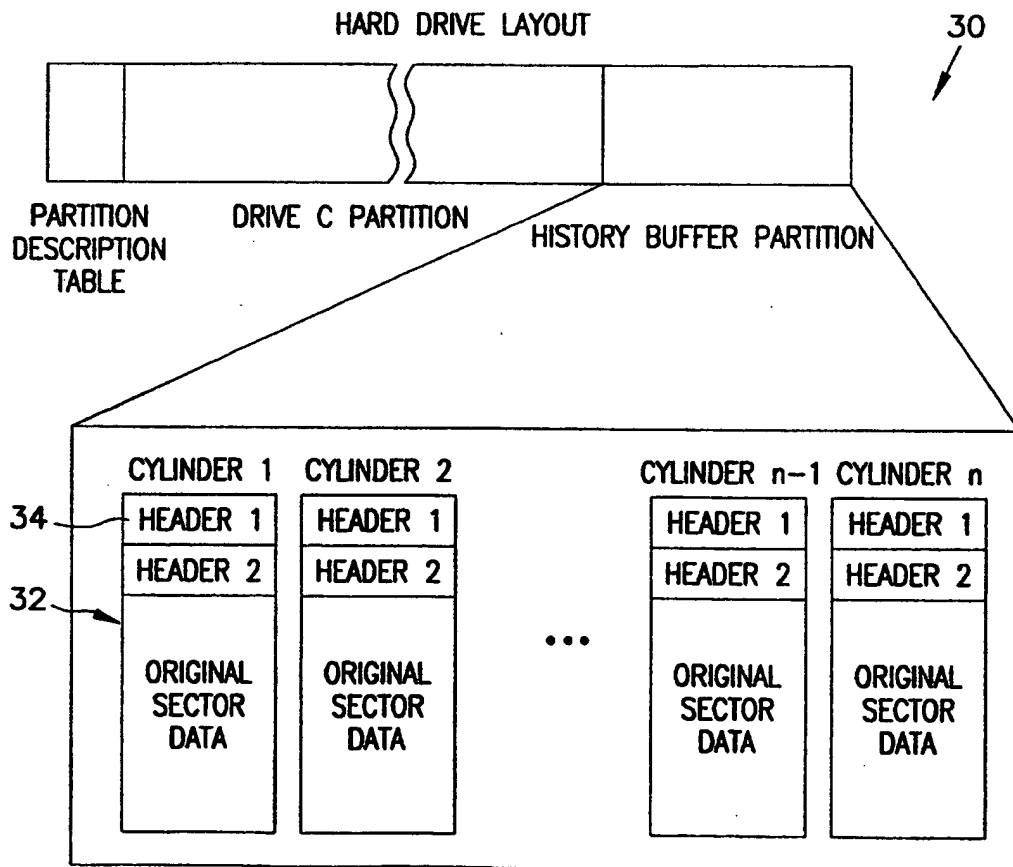 HARD DRIVE LAYOUT
30
PARTITION
DESCRIPTION
TABLE
DRIVE C PARTITION
HISTORY BUFFER PARTITION
CYLINDER 1
CYLINDER 2
CYLINDER n-1
CYLINDER n
34
HEADER 1
HEADER 1
HEADER 1
HEADER 1
HEADER 2
HEADER 2
HEADER 2
HEADER 2
32
ORIGINAL
SECTOR
DATA
ORIGINAL
SECTOR
DATA
•••
ORIGINAL
SECTOR
DATA
ORIGINAL
SECTOR
DATA